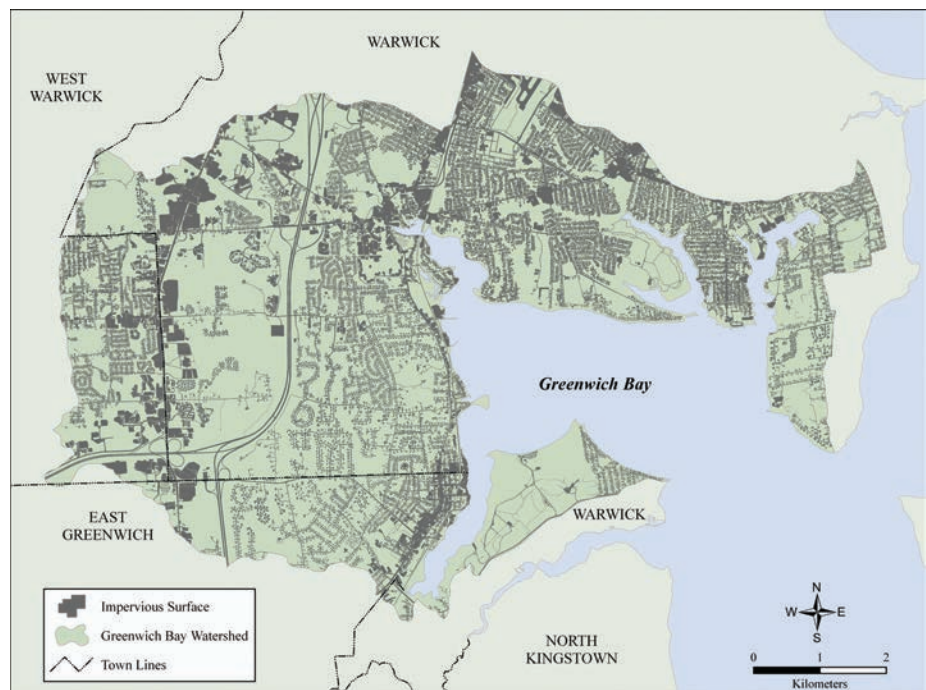 WARWICK
WEST
WARWICK
Greenwich Bay
EAST
GREENWICH
WARWICK
NORTH
KINGSTOWN
Impervious Surface
Greenwich Bay Watershed
Town Lines
N
W E
S
0 1 2
Kilometers